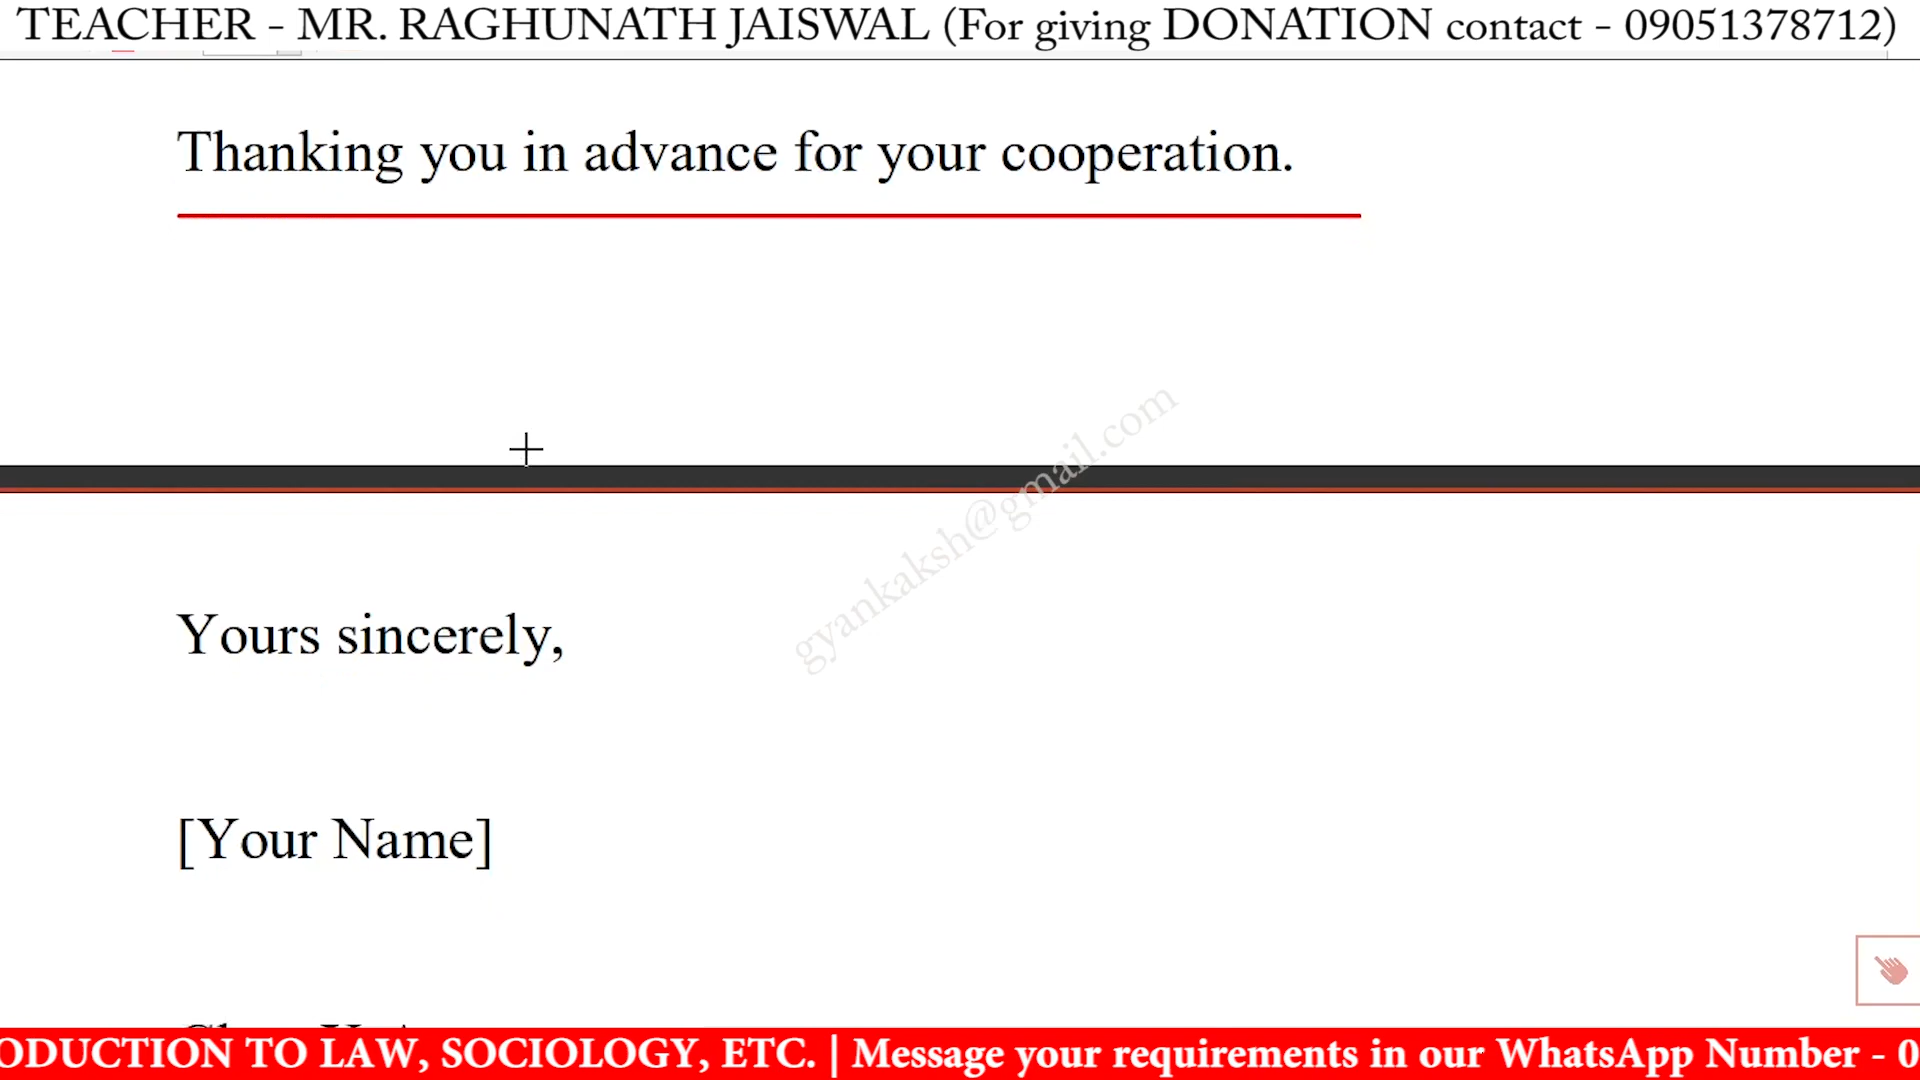 TEACHER - MR. RAGHUNATH JAISWAL (For giving DONATION contact - 09051378712)
Thanking you in advance for your cooperation.
gyankaksh@gmail.com
Yours sincerely,
[Your Name]
ODUCTION TO LAW, SOCIOLOGY, ETC. | Message your requirements in our WhatsApp Number - 0